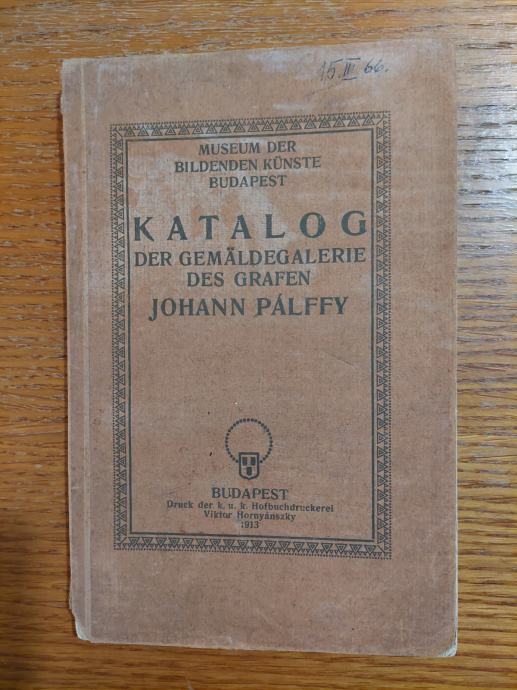 15. III 66.
MUSEUM DER
BILDENDEN KÜNSTE
BUDAPEST
KATALOG
DER GEMÄLDEGALERIE
DES GRAFEN
JOHANN PÁLFFY
BUDAPEST
Druck der k. u. k. Hofbuchdruckerei
Viktor Hornyánszky
1913